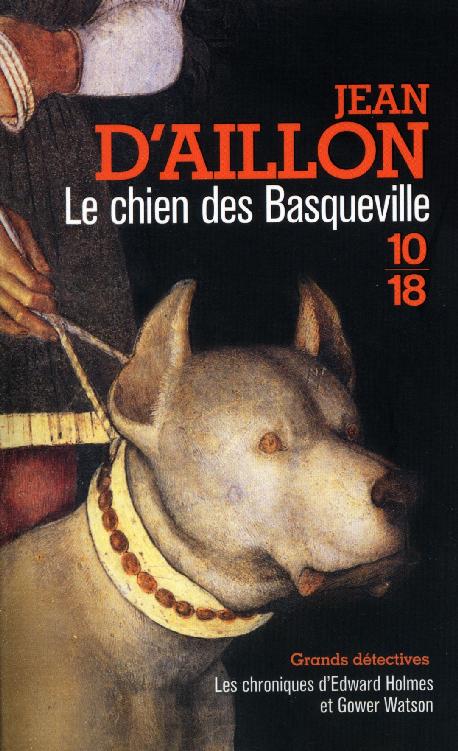 JEAN
D'AILLON
Le chien des Basqueville
10
18
Grands détectives
Les chroniques d'Edward Holmes
et Gower Watson